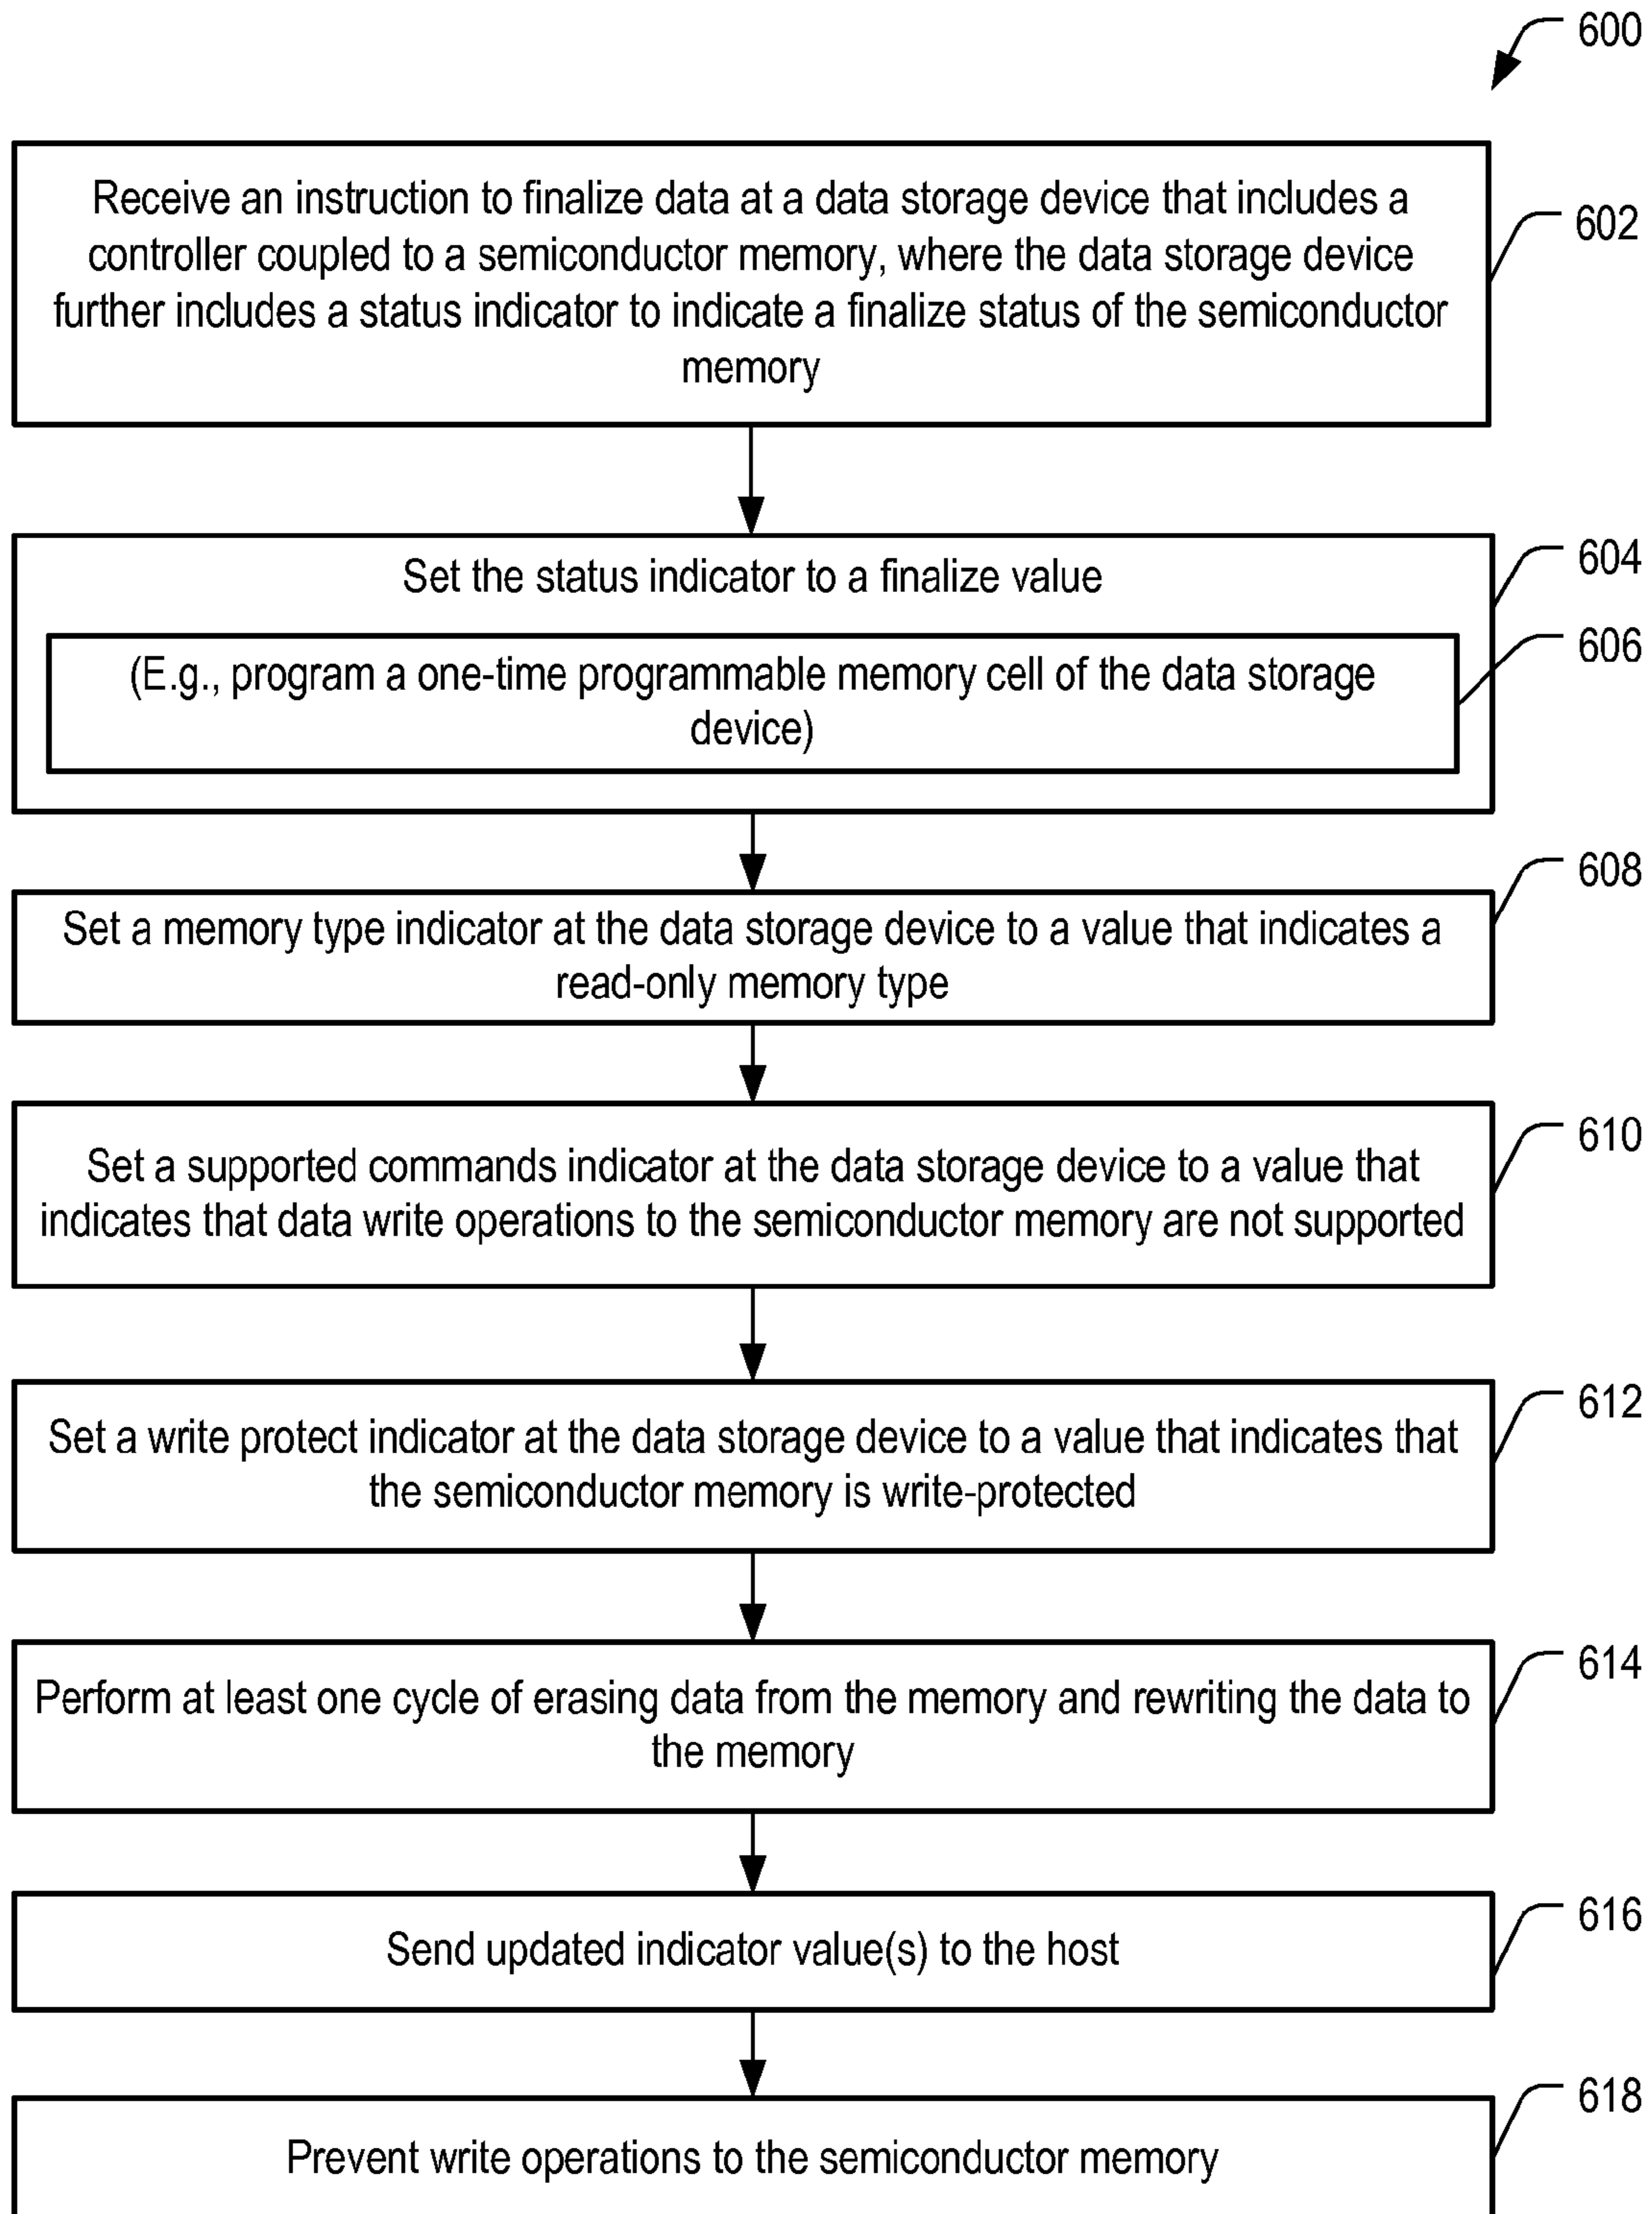 600
Receive an instruction to finalize data at a data storage device that includes a
controller coupled to a semiconductor memory, where the data storage device
further includes a status indicator to indicate a finalize status of the semiconductor
memory
602
Set the status indicator to a finalize value
604
(E.g., program a one-time programmable memory cell of the data storage
device)
606
Set a memory type indicator at the data storage device to a value that indicates a
read-only memory type
608
Set a supported commands indicator at the data storage device to a value that
indicates that data write operations to the semiconductor memory are not supported
610
Set a write protect indicator at the data storage device to a value that indicates that
the semiconductor memory is write-protected
612
Perform at least one cycle of erasing data from the memory and rewriting the data to
the memory
614
Send updated indicator value(s) to the host
616
Prevent write operations to the semiconductor memory
618